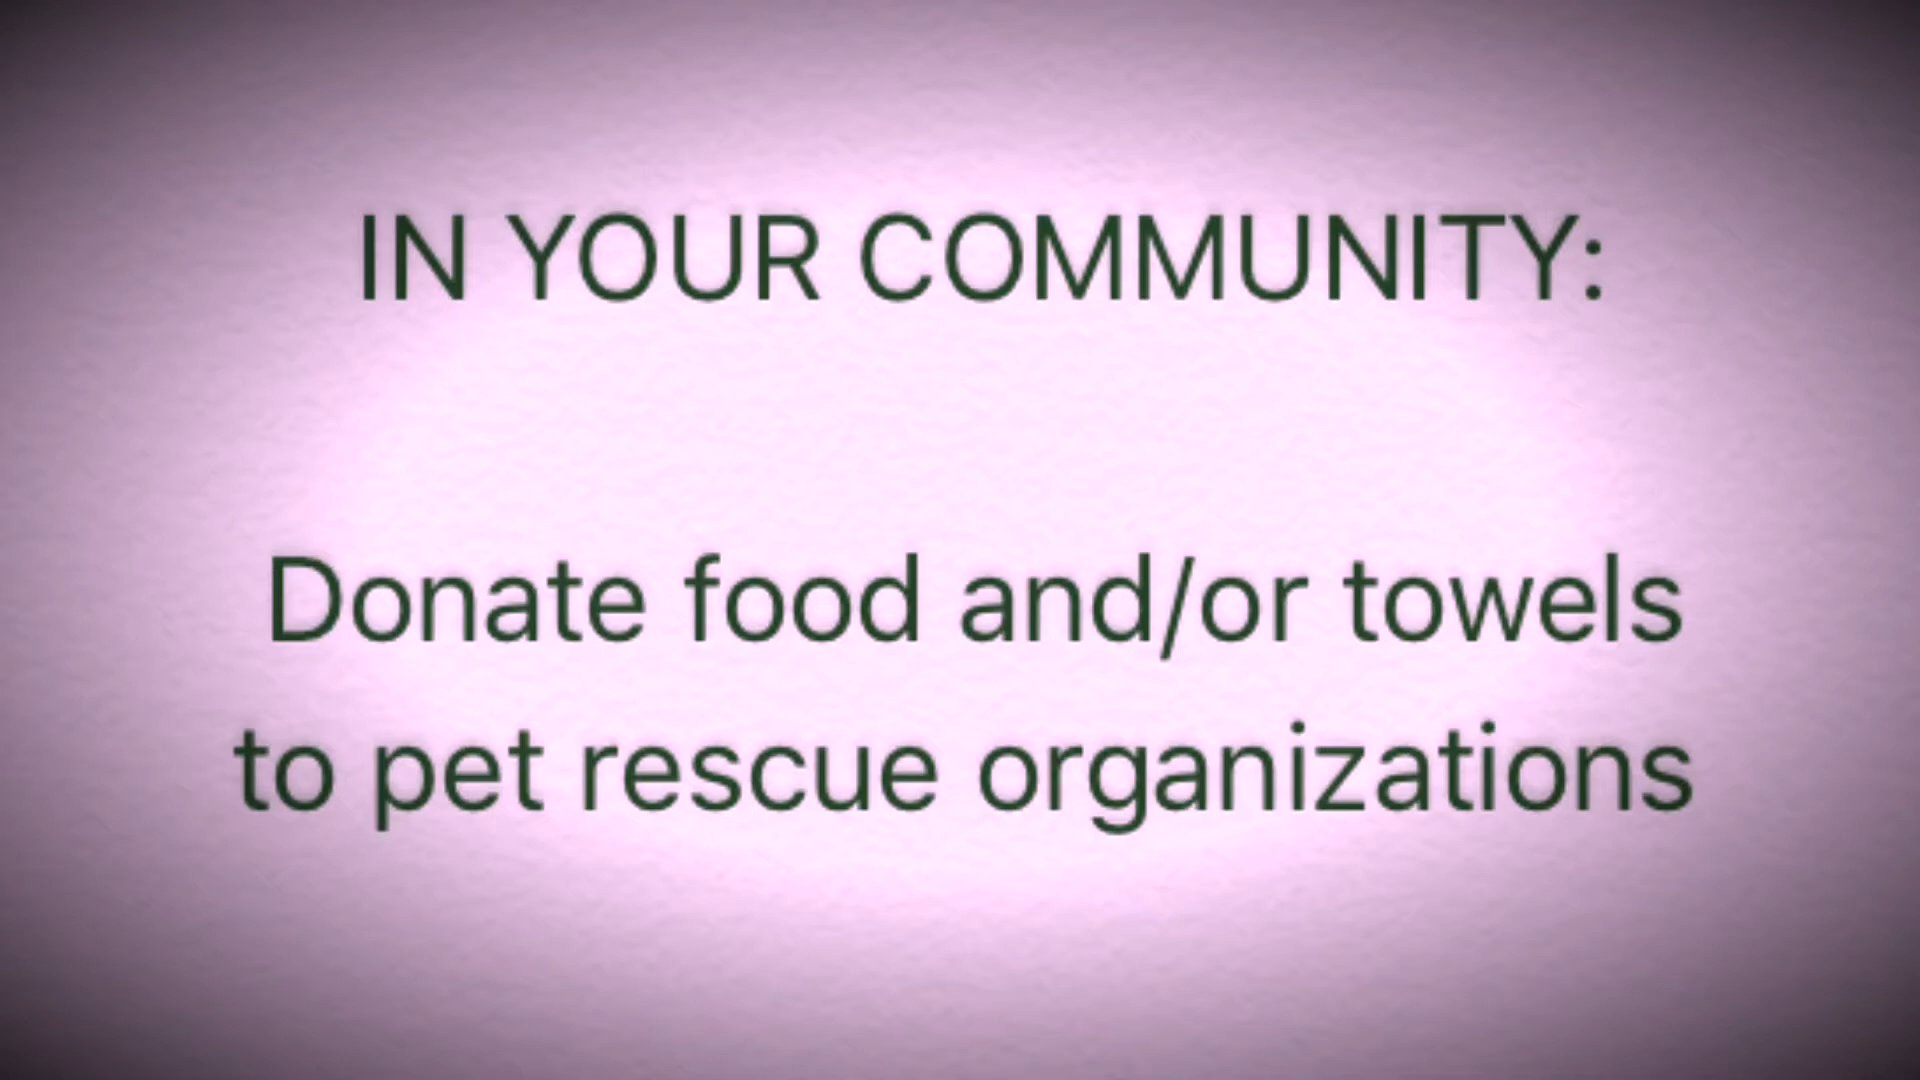 IN YOUR COMMUNITY:
Donate food and/or towels
to pet rescue organizations